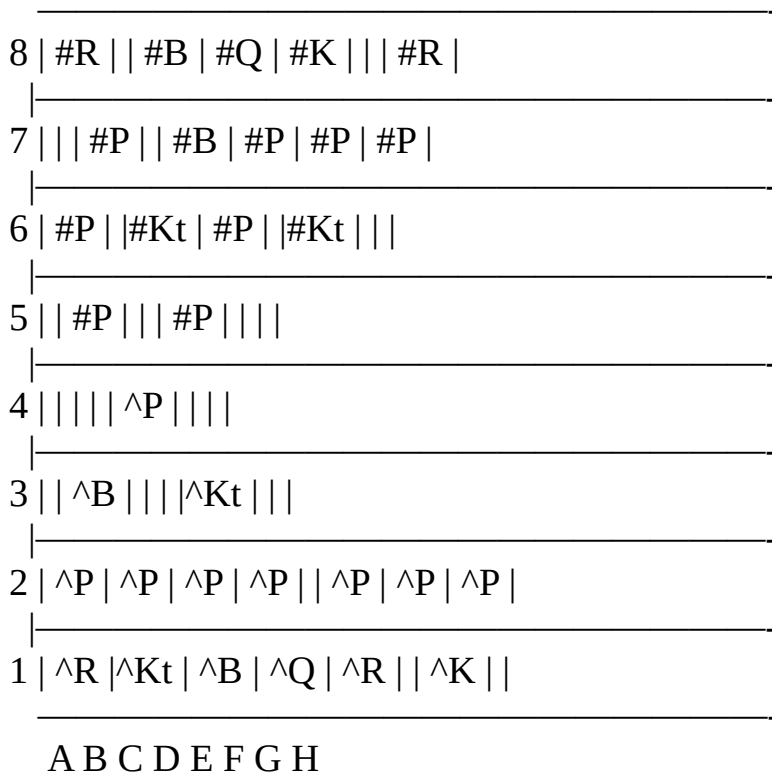 8 | #R | | #B | #Q | #K | | | #R |
7 | | | #P | | #B | #P | #P | #P |
6 | #P | |#Kt | #P | |#Kt | | |
5 | | #P | | | #P | | | |
4 | | | | | ^P | | | |
3 | | ^B | | | |^Kt | | |
2 | ^P | ^P | ^P | ^P | | ^P | ^P | ^P |
1 | ^R |^Kt | ^B | ^Q | ^R | | ^K | |
A B C D E F G H